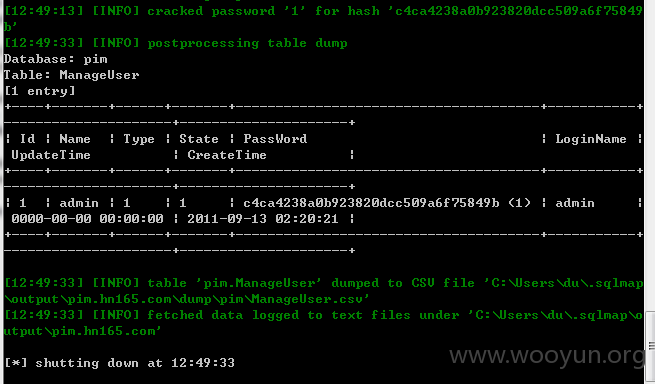 [12:49:13] [INFO] cracked password '1' for hash 'c4ca4238a0b923820dcc509a6f75849
b'
[12:49:33] [INFO] postprocessing table dump
Database: pim
Table: ManageUser
[1 entry]
+----+-------+------+-------+--------------------------------------+-----------+
---------------------+---------------------+
| Id | Name | Type | State | PassWord | LoginName |
UpdateTime | CreateTime |
+----+-------+------+-------+--------------------------------------+-----------+
---------------------+---------------------+
| 1 | admin | 1 | 1 | c4ca4238a0b923820dcc509a6f75849b (1) | admin
0000-00-00 00:00:00 | 2011-09-13 02:20:21 |
+----+-------+------+-------+--------------------------------------+-----------+
---------------------+---------------------+
[12:49:33] [INFO] table 'pim.ManageUser' dumped to CSV file 'C:\Users\du\.sqlmap
\output\pim.hn165.com\dump\pim\ManageUser.csv'
[12:49:33] [INFO] fetched data logged to text files under 'C:\Users\du\.sqlmap\o
utput\pim.hn165.com'
[*] shutting down at 12:49:33
www.wooyun.org